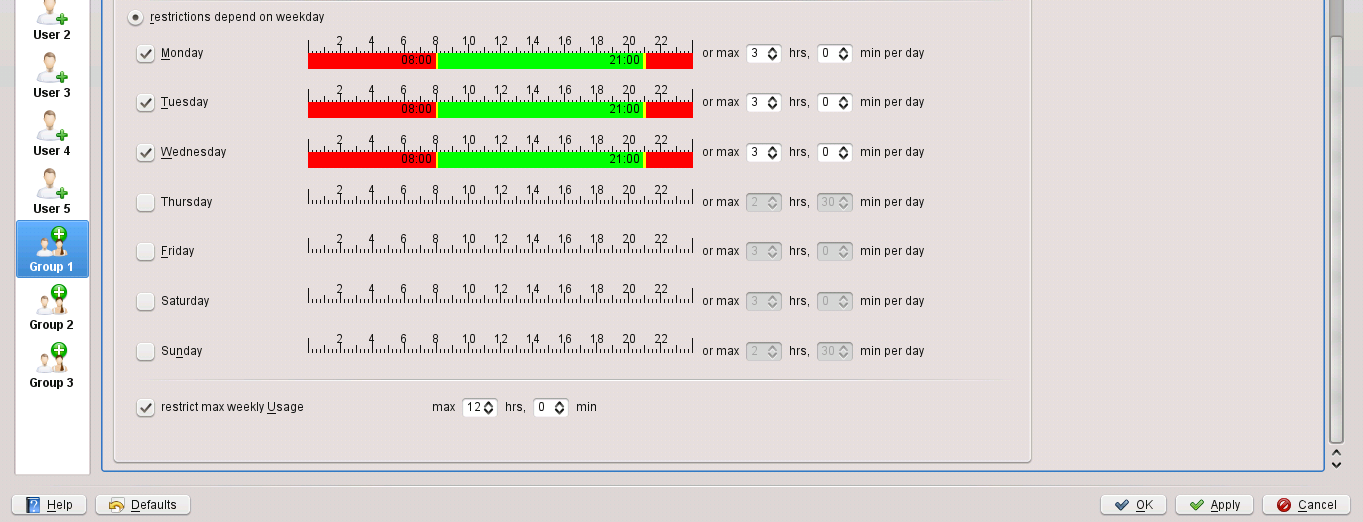 User 2
User 3
User 4
User 5
Group 1
Group 2
Group 3
restrictions depend on weekday
Monday 2 4 6 8 10 12 14 16 18 20 22 08:00 21:00 or max 3 hrs, 0 min per day
Tuesday 2 4 6 8 10 12 14 16 18 20 22 08:00 21:00 or max 3 hrs, 0 min per day
Wednesday 2 4 6 8 10 12 14 16 18 20 22 08:00 21:00 or max 3 hrs, 0 min per day
Thursday 2 4 6 8 10 12 14 16 18 20 22 or max 2 hrs, 30 min per day
Friday 2 4 6 8 10 12 14 16 18 20 22 or max 3 hrs, 0 min per day
Saturday 2 4 6 8 10 12 14 16 18 20 22 or max 3 hrs, 0 min per day
Sunday 2 4 6 8 10 12 14 16 18 20 22 or max 2 hrs, 30 min per day
restrict max weekly Usage max 12 hrs, 0 min
Help Defaults OK Apply Cancel